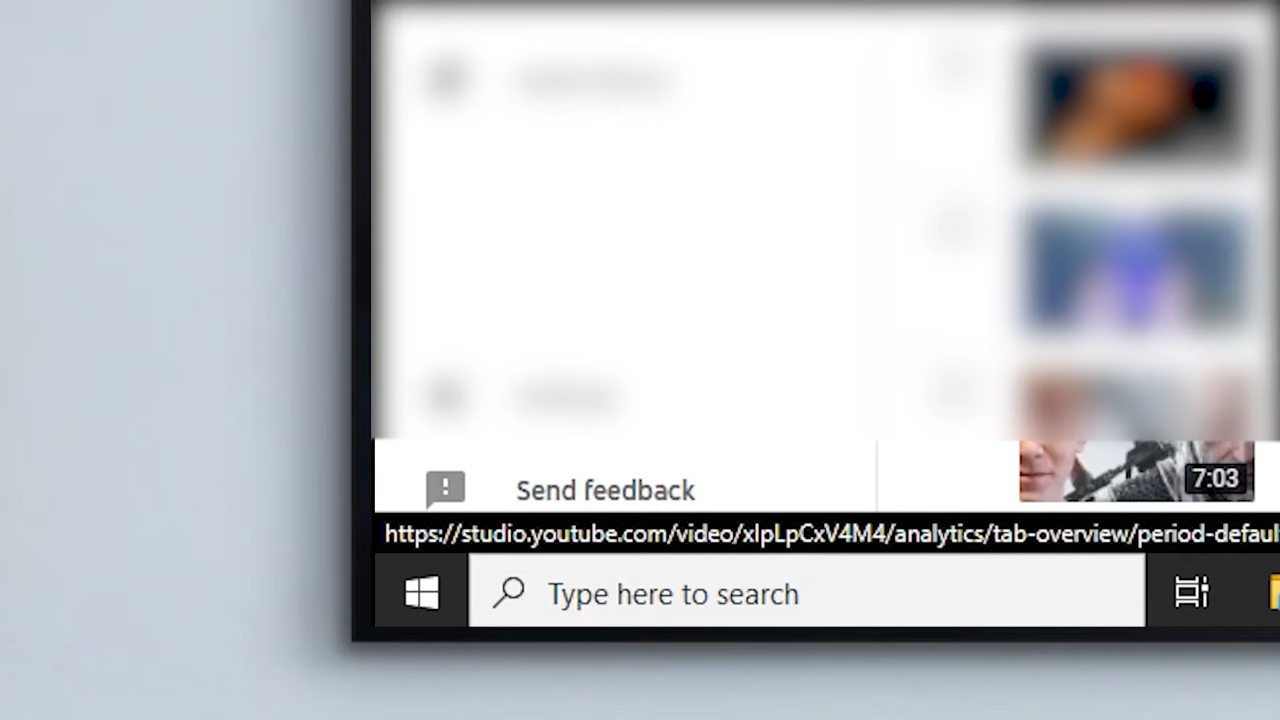 7:03
Send feedback
https://studio.youtube.com/video/xlpLpCxV4M4/analytics/tab-overview/period-defaul
Type here to search